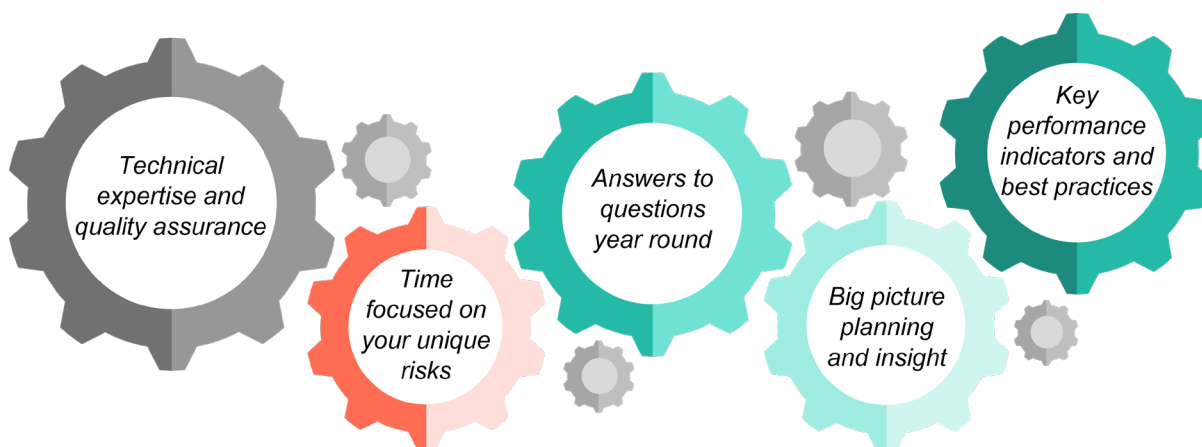 Technical
expertise and
quality assurance
Time
focused on
your unique
risks
Answers to
questions
year round
Big picture
planning
and insight
Key
performance
indicators and
best practices